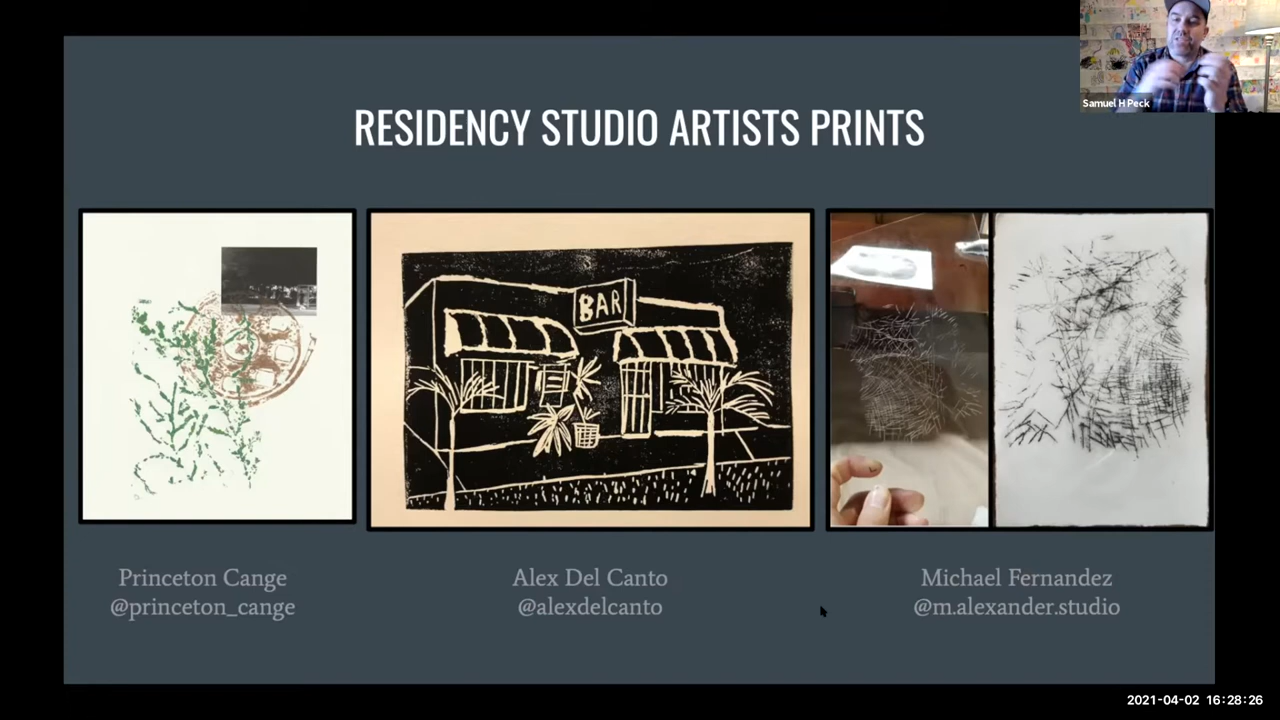 Samuel H Peck
RESIDENCY STUDIO ARTISTS PRINTS
BAR
Princeton Cange
@princeton_cange
Alex Del Canto
@alexdelcanto
Michael Fernandez
@m.alexander.studio
2021-04-02 16:28:26